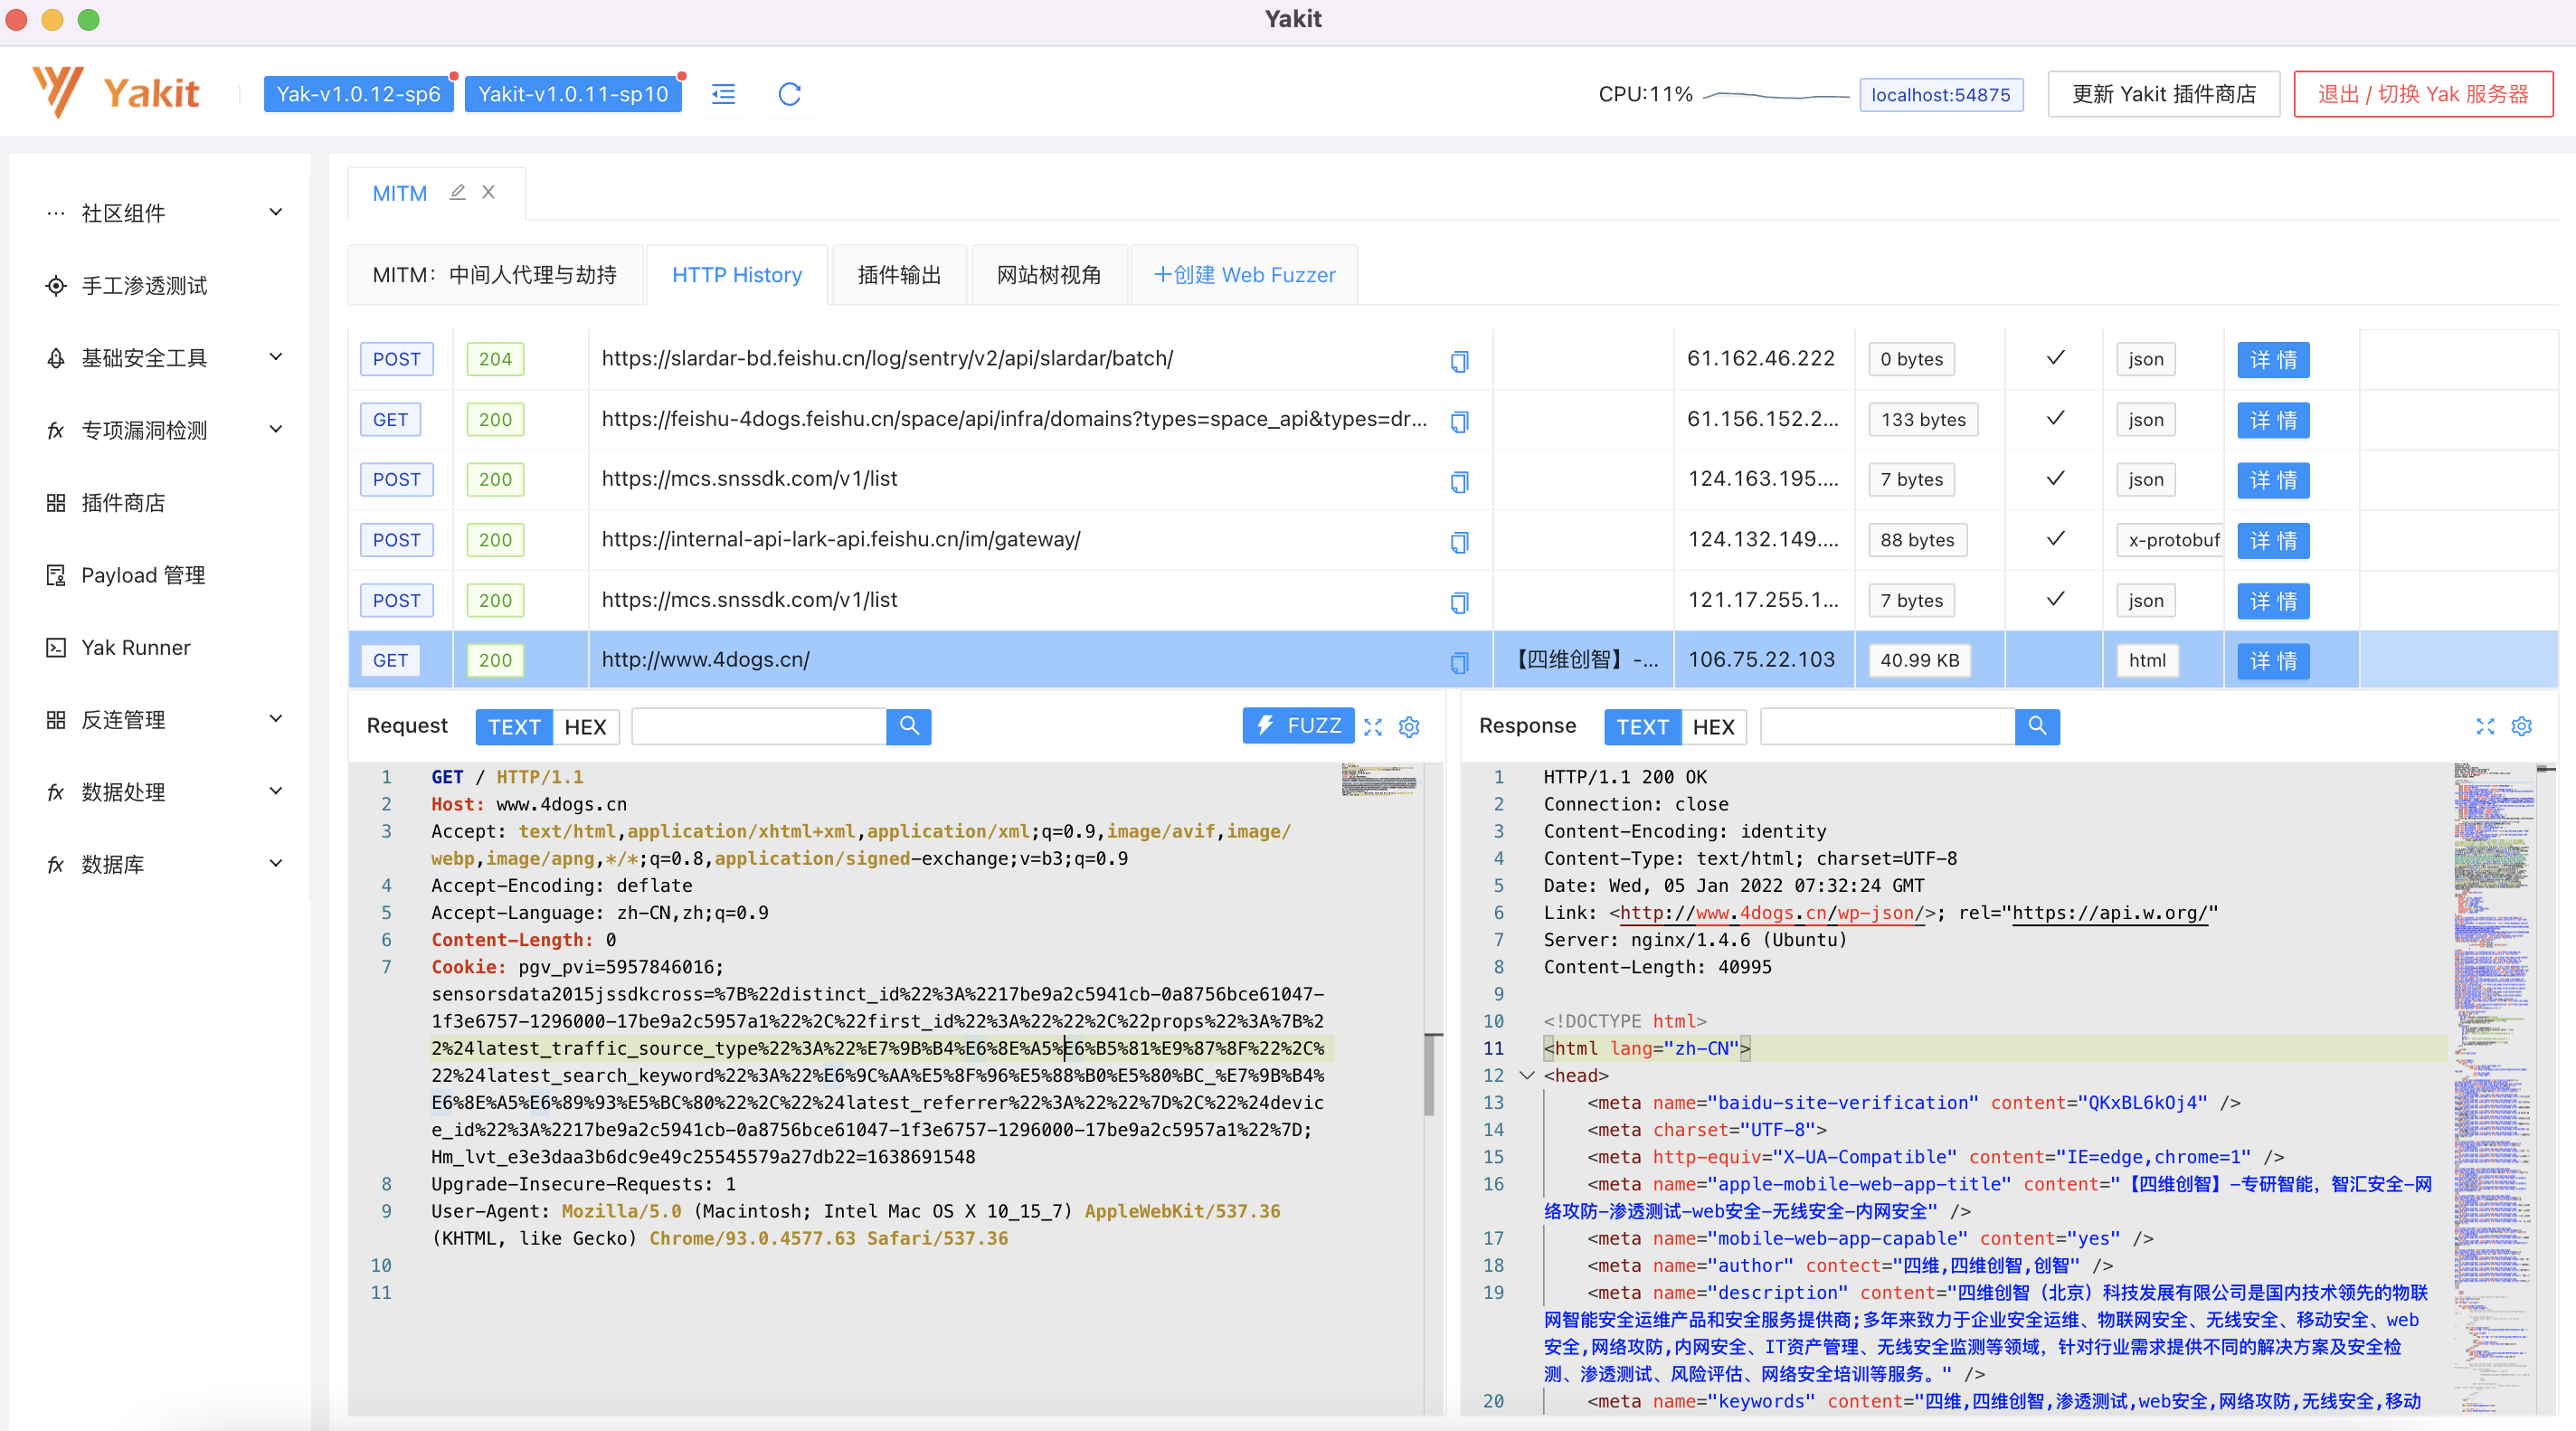 Yakit
Yakit
Yak-v1.0.12-sp6
Yakit-v1.0.11-sp10
CPU:11%
localhost:54875
更新 Yakit 插件商店
退出 / 切换 Yak 服务器
社区组件
手工渗透测试
基础安全工具
专项漏洞检测
插件商店
Payload 管理
Yak Runner
反连管理
数据处理
数据库
MITM
MITM：中间人代理与劫持
HTTP History
插件输出
网站树视角
+创建 Web Fuzzer
POST 204 https://slardar-bd.feishu.cn/log/sentry/v2/api/slardar/batch/ 61.162.46.222 0 bytes json 详 情
GET 200 https://feishu-4dogs.feishu.cn/space/api/infra/domains?types=space_api&types=dr... 61.156.152.2... 133 bytes json 详 情
POST 200 https://mcs.snssdk.com/v1/list 124.163.195.... 7 bytes json 详 情
POST 200 https://internal-api-lark-api.feishu.cn/im/gateway/ 124.132.149.... 88 bytes x-protobuf 详 情
POST 200 https://mcs.snssdk.com/v1/list 121.17.255.1... 7 bytes json 详 情
GET 200 http://www.4dogs.cn/ 【四维创智】-... 106.75.22.103 40.99 KB html 详 情
Request TEXT HEX FUZZ
1 GET / HTTP/1.1
2 Host: www.4dogs.cn
3 Accept: text/html,application/xhtml+xml,application/xml;q=0.9,image/avif,image/
webp,image/apng,*/*;q=0.8,application/signed-exchange;v=b3;q=0.9
4 Accept-Encoding: deflate
5 Accept-Language: zh-CN,zh;q=0.9
6 Content-Length: 0
7 Cookie: pgv_pvi=5957846016;
sensorsdata2015jssdkcross=%7B%22distinct_id%22%3A%2217be9a2c5941cb-0a8756bce61047-
1f3e6757-1296000-17be9a2c5957a1%22%2C%22first_id%22%3A%22%22%2C%22props%22%3A%7B%2
2%24latest_traffic_source_type%22%3A%22%E7%9B%B4%E6%8E%A5%E6%B5%81%E9%87%8F%22%2C%
22%24latest_search_keyword%22%3A%22%E6%9C%AA%E5%8F%96%E5%88%B0%E5%80%BC_%E7%9B%B4%
E6%8E%A5%E6%89%93%E5%BC%80%22%2C%22%24latest_referrer%22%3A%22%22%7D%2C%22%24devic
e_id%22%3A%2217be9a2c5941cb-0a8756bce61047-1f3e6757-1296000-17be9a2c5957a1%22%7D;
Hm_lvt_e3e3daa3b6dc9e49c25545579a27db22=1638691548
8 Upgrade-Insecure-Requests: 1
9 User-Agent: Mozilla/5.0 (Macintosh; Intel Mac OS X 10_15_7) AppleWebKit/537.36
(KHTML, like Gecko) Chrome/93.0.4577.63 Safari/537.36
10
11
Response TEXT HEX
1 HTTP/1.1 200 OK
2 Connection: close
3 Content-Encoding: identity
4 Content-Type: text/html; charset=UTF-8
5 Date: Wed, 05 Jan 2022 07:32:24 GMT
6 Link: <http://www.4dogs.cn/wp-json/>; rel="https://api.w.org/"
7 Server: nginx/1.4.6 (Ubuntu)
8 Content-Length: 40995
9
10 <!DOCTYPE html>
11 <html lang="zh-CN">
12 <head>
13 <meta name="baidu-site-verification" content="QKxBL6kOj4" />
14 <meta charset="UTF-8">
15 <meta http-equiv="X-UA-Compatible" content="IE=edge,chrome=1" />
16 <meta name="apple-mobile-web-app-title" content="【四维创智】-专研智能，智汇安全-网
络攻防-渗透测试-web安全-无线安全-内网安全" />
17 <meta name="mobile-web-app-capable" content="yes" />
18 <meta name="author" contect="四维,四维创智,创智" />
19 <meta name="description" content="四维创智（北京）科技发展有限公司是国内技术领先的物联
网智能安全运维产品和安全服务提供商;多年来致力于企业安全运维、物联网安全、无线安全、移动安全、web
安全,网络攻防,内网安全、IT资产管理、无线安全监测等领域，针对行业需求提供不同的解决方案及安全检
测、渗透测试、风险评估、网络安全培训等服务。" />
20 <meta name="keywords" content="四维,四维创智,渗透测试,web安全,网络攻防,无线安全,移动